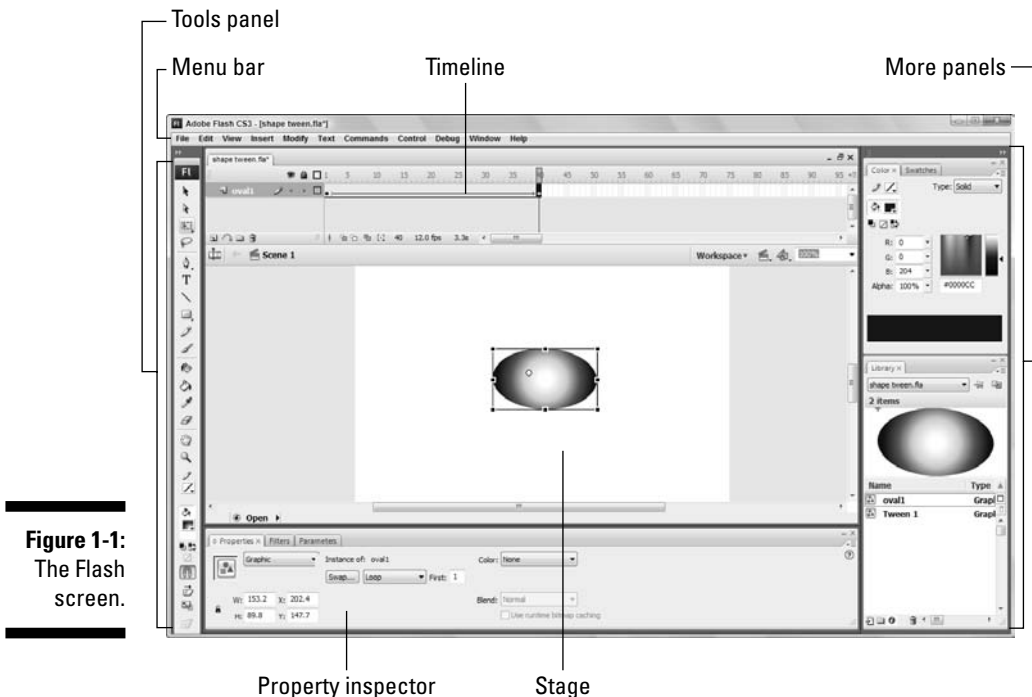 Tools panel
Menu bar
Timeline
More panels
Adobe Flash CS3 - [shape tween.fla*]
File Edit View Insert Modify Text Commands Control Debug Window Help
shape tween.fla*
Fl
1 5 10 15 20 25 30 35 40 45 50 55 60 65 70 75 80 85 90 95
oval1
40 12.0 fps 3.3s
Scene 1
Workspace
100%
T
Color x Swatches
Type: Solid
R: 0
G: 0
B: 204
Alpha: 100%
#0000CC
Library x
shape tween.fla
2 items
Name Type
oval1 Graphi
Tween 1 Graphi
Open
Properties x Filters Parameters
Graphic
Instance of: oval1
Color: None
Swap... Loop First: 1
W: 153.2 X: 202.4
Blend: Normal
H: 89.8 Y: 147.7
Use runtime bitmap caching
Figure 1-1:
The Flash
screen.
Property inspector
Stage